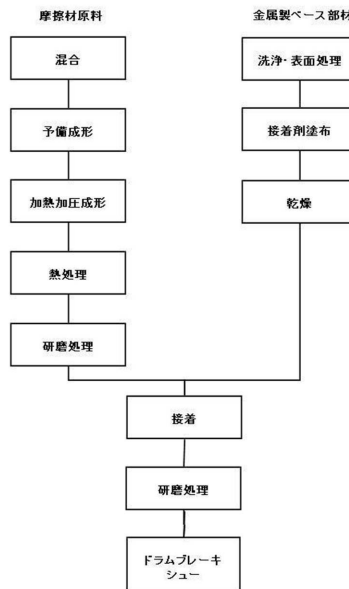 摩擦材原料
混合
予備成形
加熱加圧成形
熱処理
研磨処理
金属製ベース部材
洗浄・表面処理
接着剤塗布
乾燥
接着
研磨処理
ドラムブレーキ
シュー